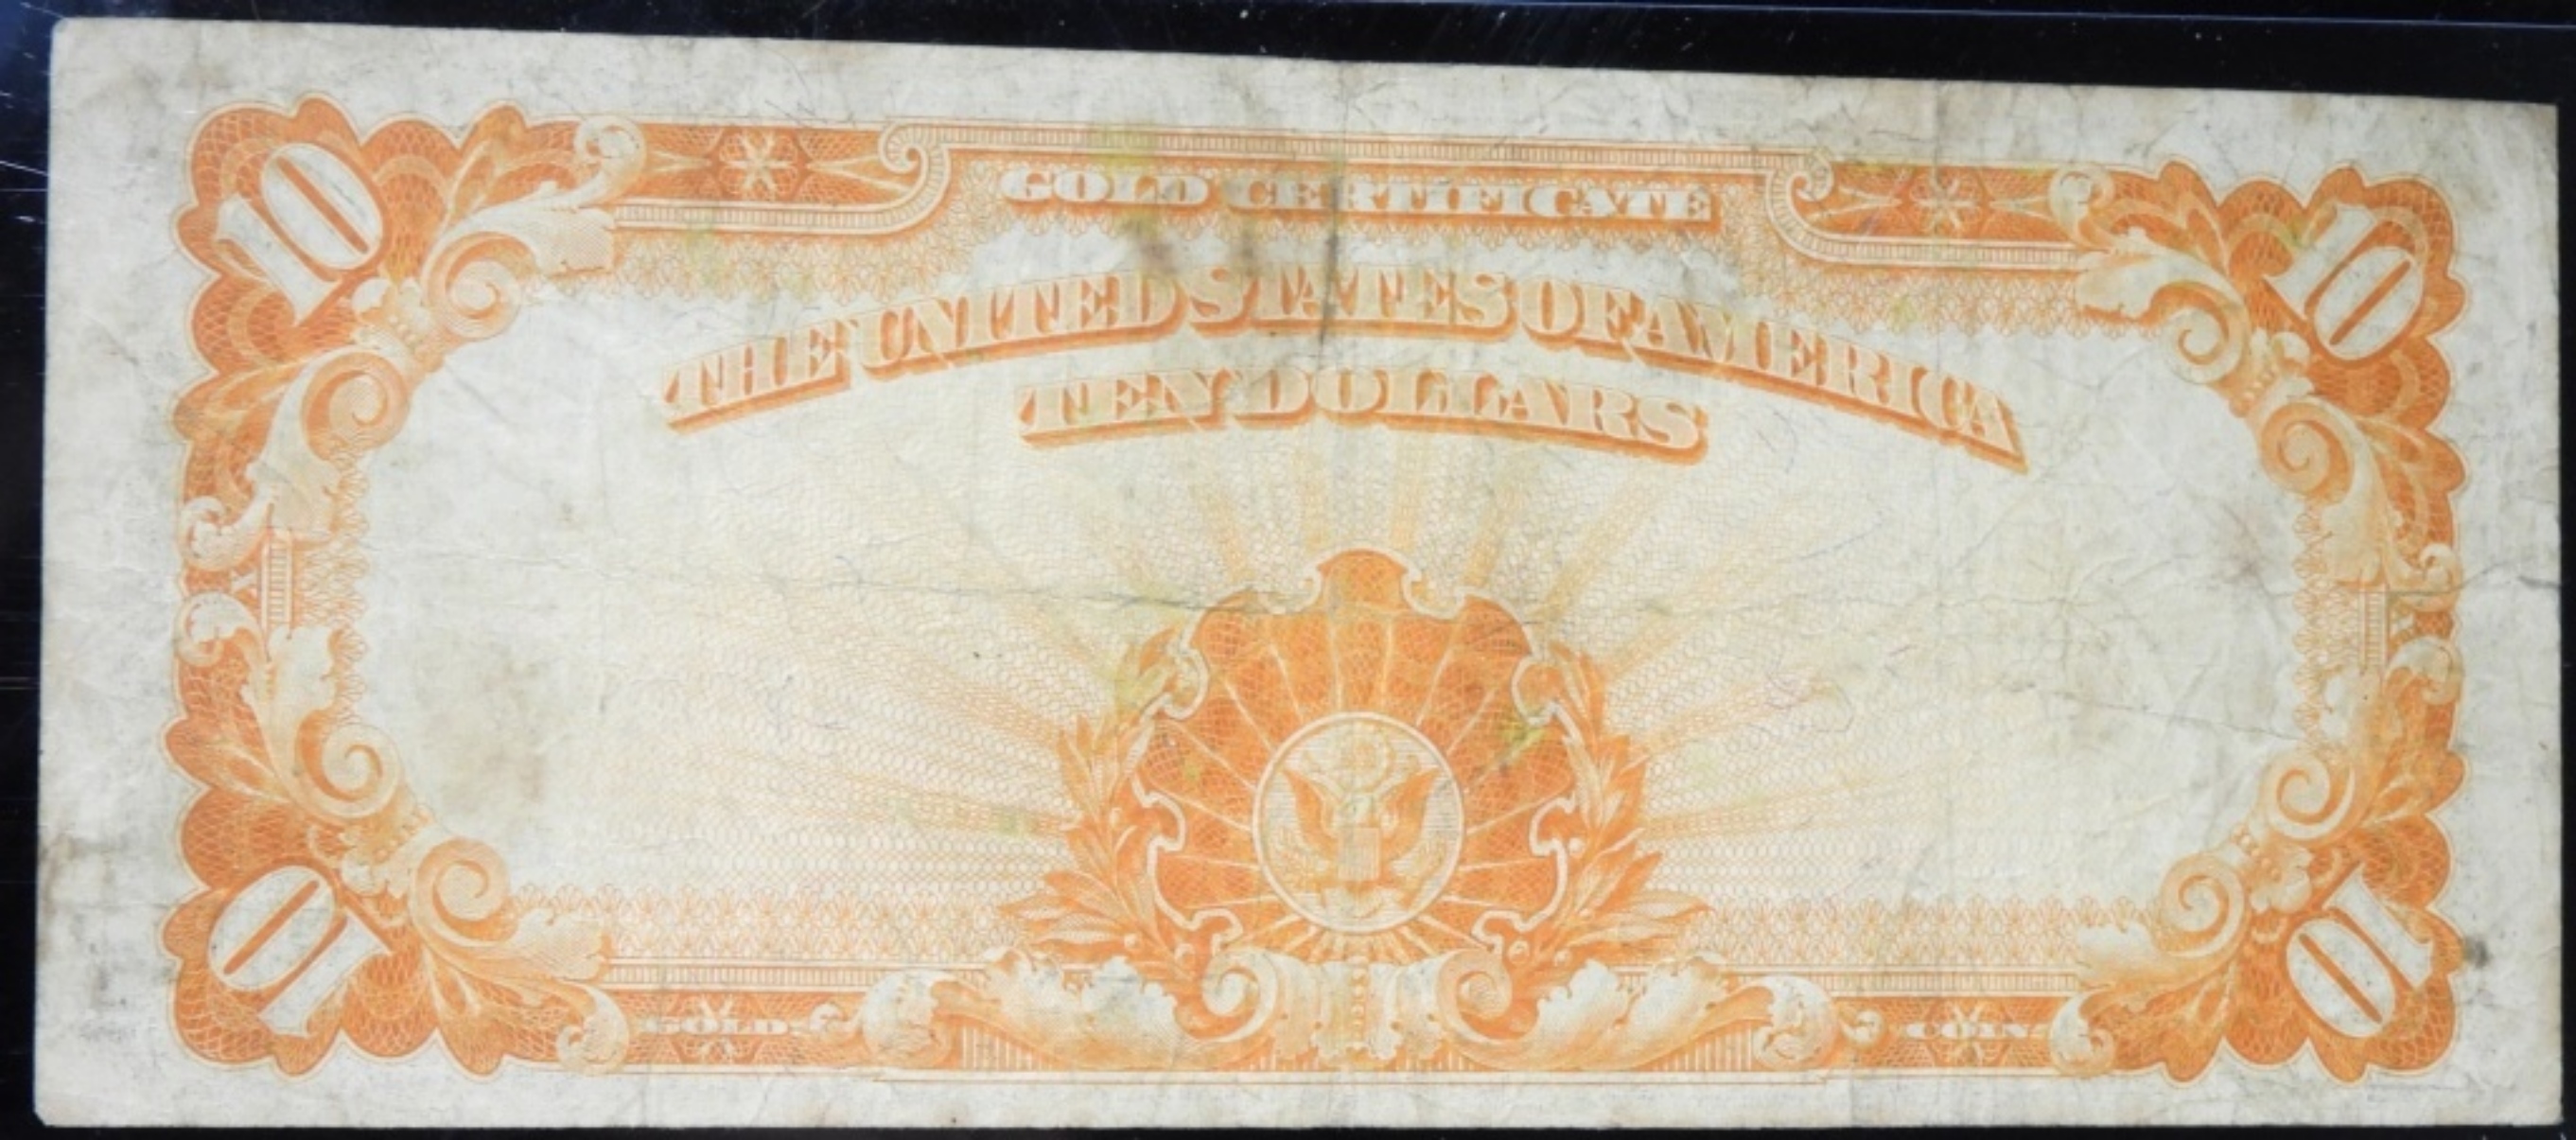 10 10
GOLD CERTIFICATE
THE UNITED STATES OF AMERICA
TEN DOLLARS
10 10
GOLD COIN